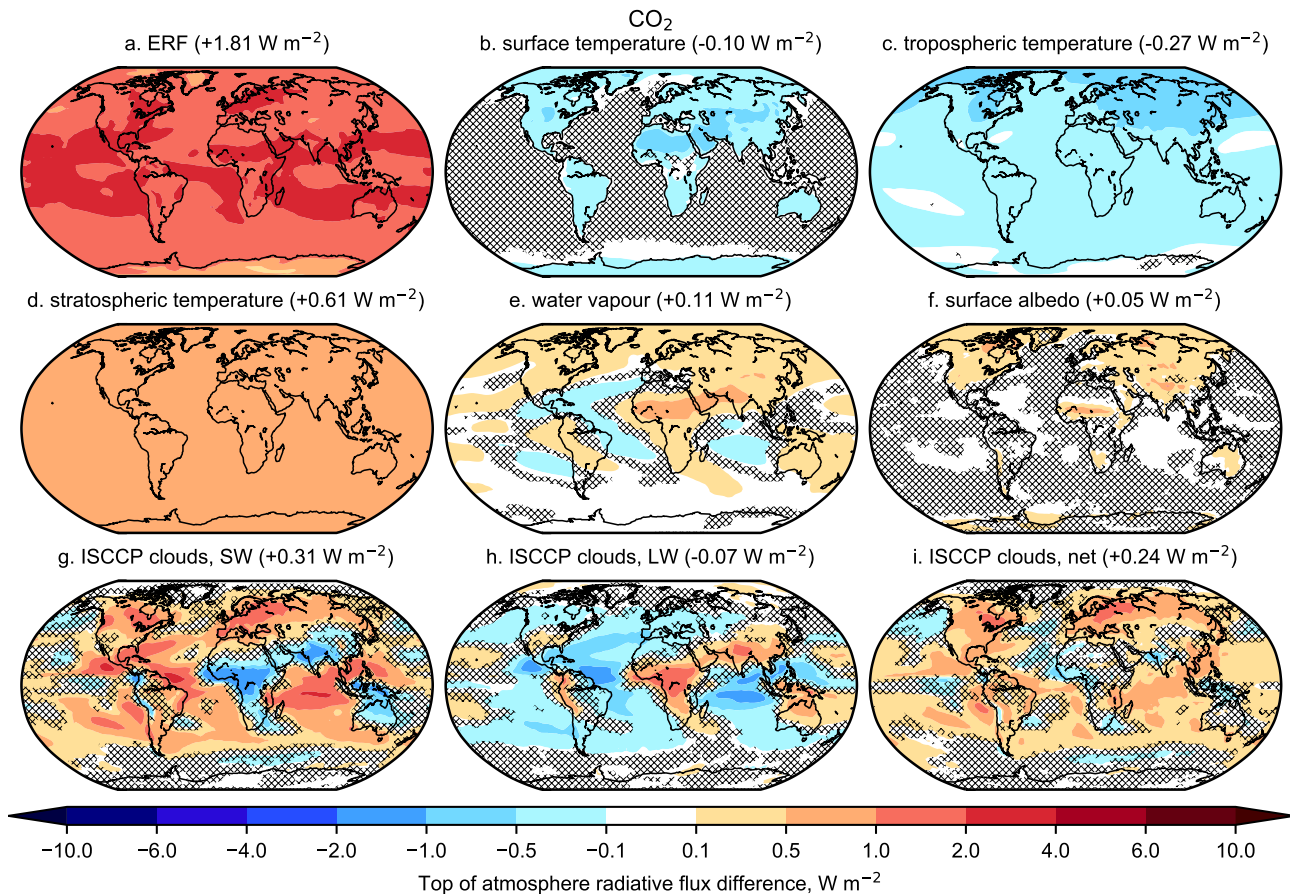 CO₂
a. ERF (+1.81 W m⁻²)
b. surface temperature (-0.10 W m⁻²)
c. tropospheric temperature (-0.27 W m⁻²)
d. stratospheric temperature (+0.61 W m⁻²)
e. water vapour (+0.11 W m⁻²)
f. surface albedo (+0.05 W m⁻²)
g. ISCCP clouds, SW (+0.31 W m⁻²)
h. ISCCP clouds, LW (-0.07 W m⁻²)
i. ISCCP clouds, net (+0.24 W m⁻²)
−10.0 −6.0 −4.0 −2.0 −1.0 −0.5 −0.1 0.1 0.5 1.0 2.0 4.0 6.0 10.0
Top of atmosphere radiative flux difference, W m⁻²